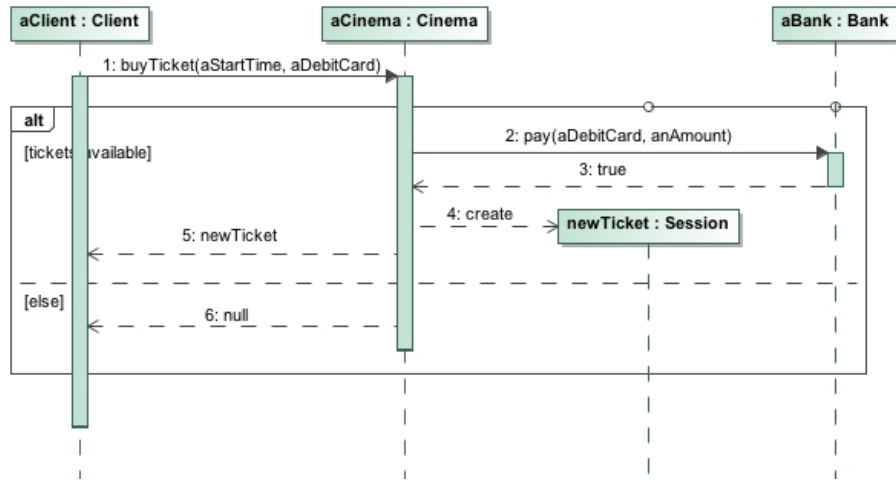 aClient : Client
aCinema : Cinema
aBank : Bank
1: buyTicket(aStartTime, aDebitCard)
alt
[tickets available]
2: pay(aDebitCard, anAmount)
3: true
4: create
newTicket : Session
5: newTicket
[else]
6: null